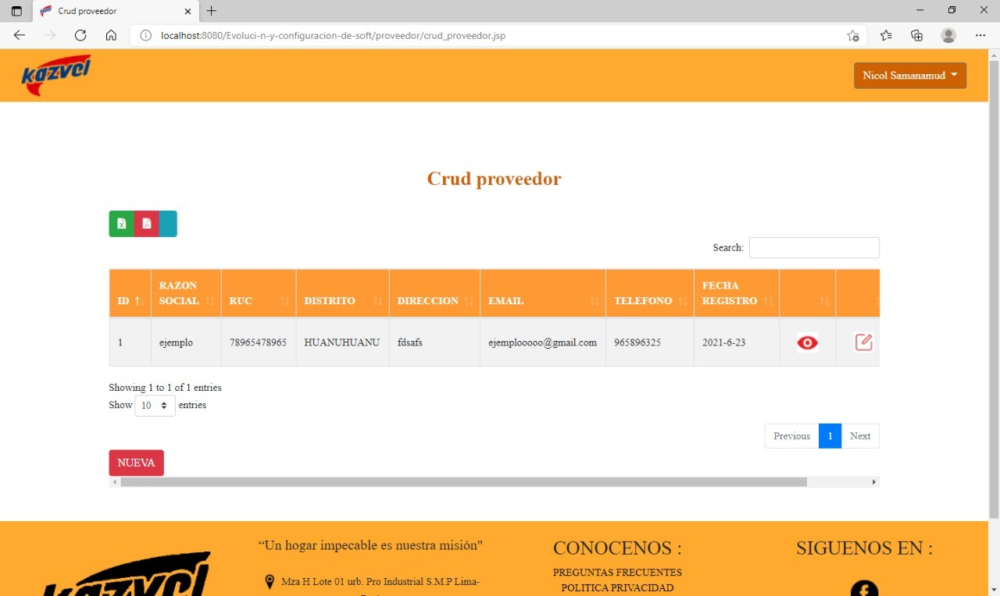 Crud proveedor
localhost:8080/Evoluci-n-y-configuracion-de-soft/proveedor/crud_proveedor.jsp
kazvel
Nicol Samanamud
Crud proveedor
Search:
ID RAZON SOCIAL RUC DISTRITO DIRECCION EMAIL TELEFONO FECHA REGISTRO
1 ejemplo 78965478965 HUANUHUANU fdsafs ejemplooooo@gmail.com 965896325 2021-6-23
Showing 1 to 1 of 1 entries
Show 10 entries
Previous 1 Next
NUEVA
“Un hogar impecable es nuestra misión"
CONOCENOS :
SIGUENOS EN :
PREGUNTAS FRECUENTES
Mza H Lote 01 urb. Pro Industrial S.M.P Lima-
POLITICA PRIVACIDAD
kazvel